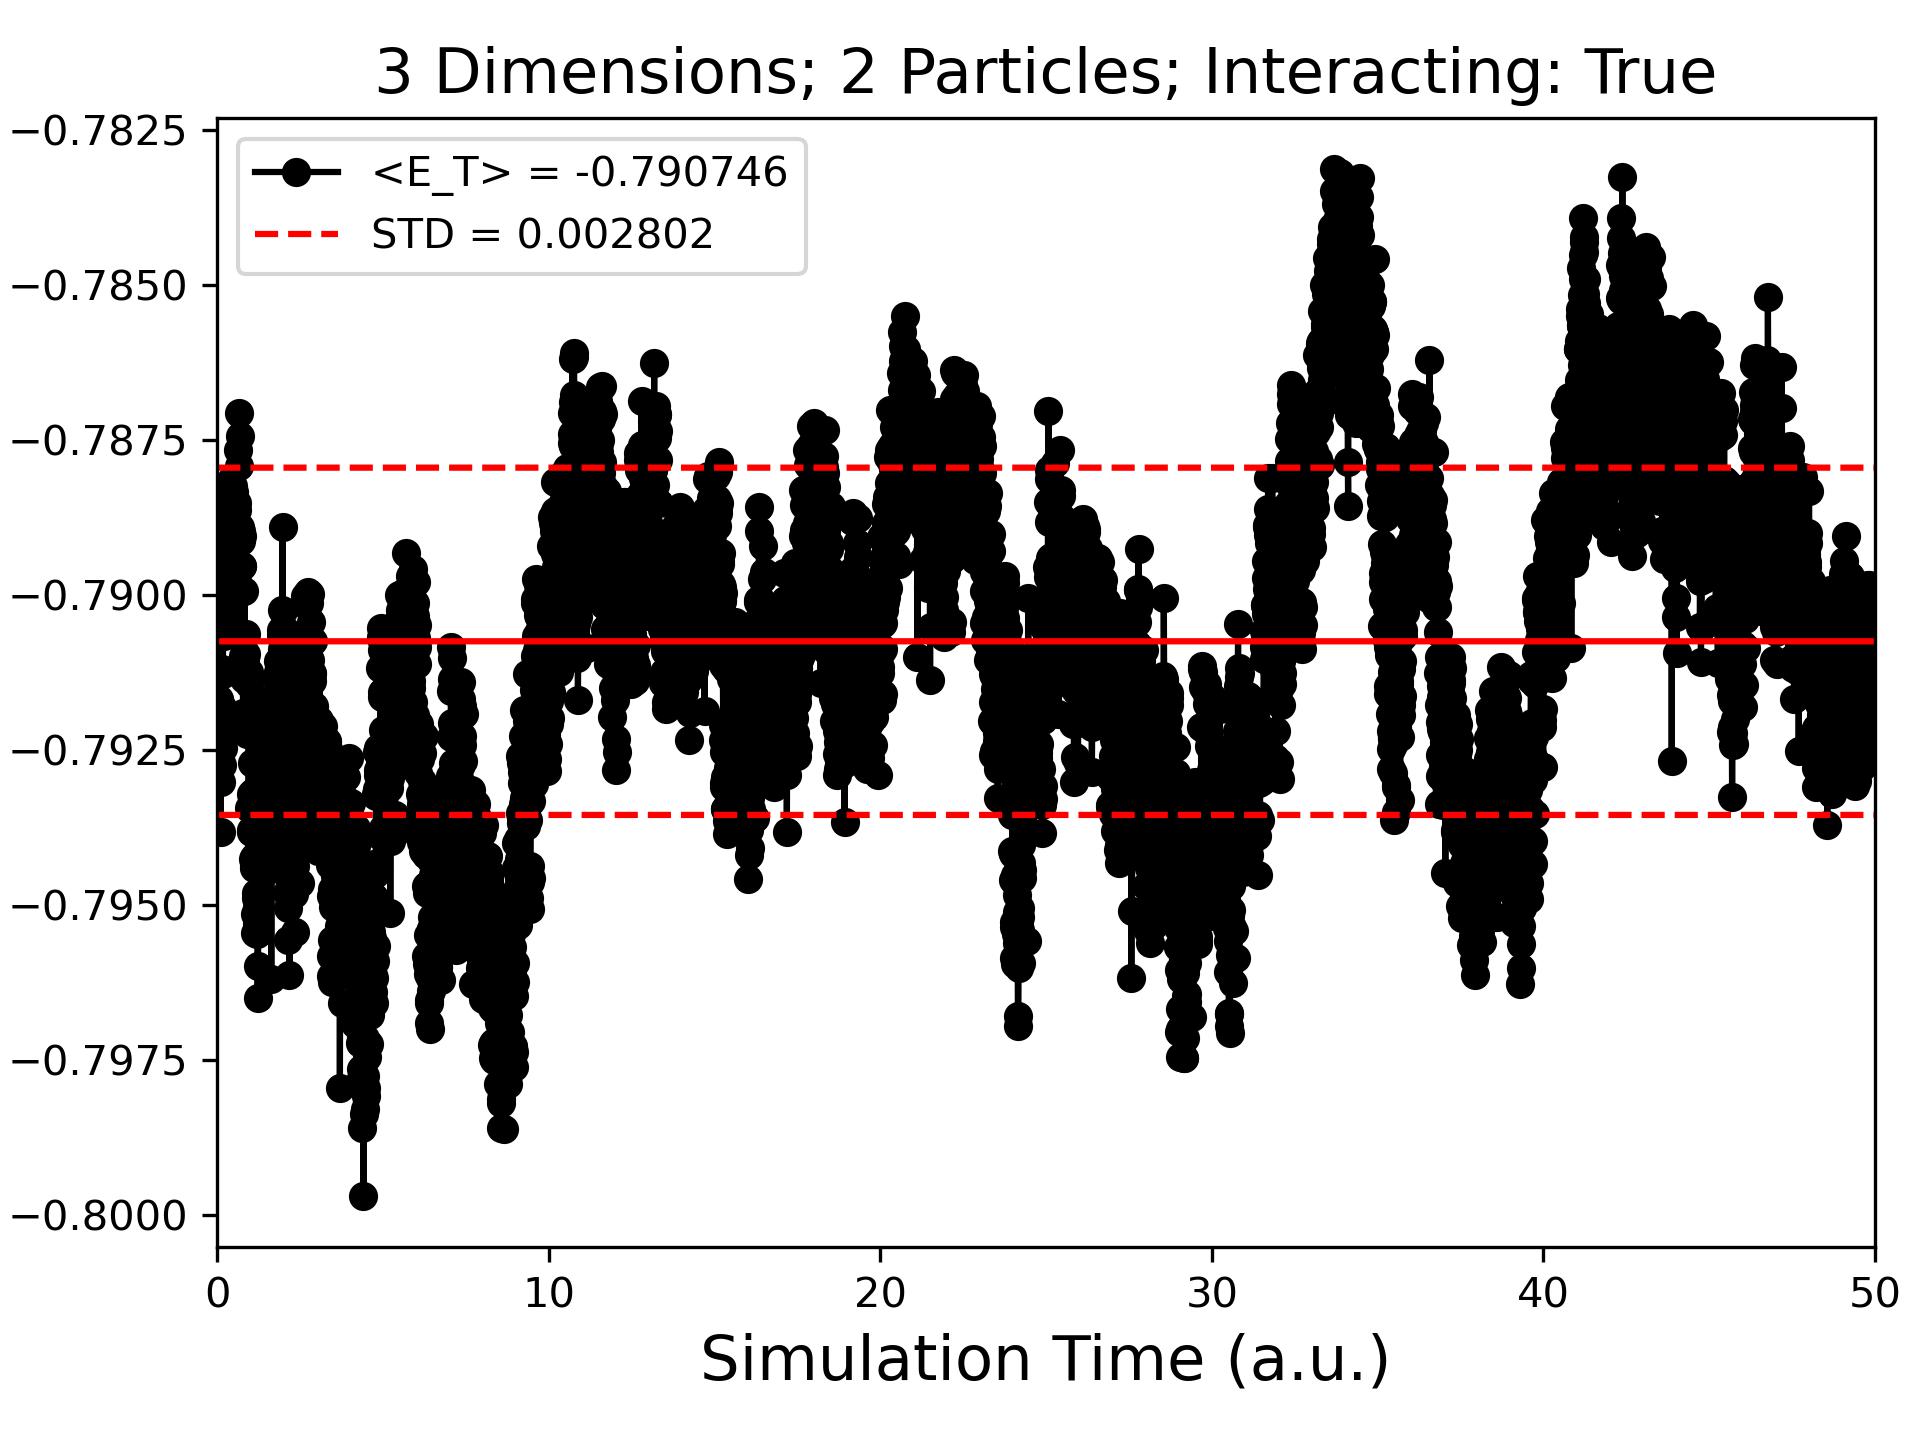 3 Dimensions; 2 Particles; Interacting: True
<E_T> = -0.790746
STD = 0.002802
−0.7825
−0.7850
−0.7875
−0.7900
−0.7925
−0.7950
−0.7975
−0.8000
0 10 20 30 40 50
Simulation Time (a.u.)